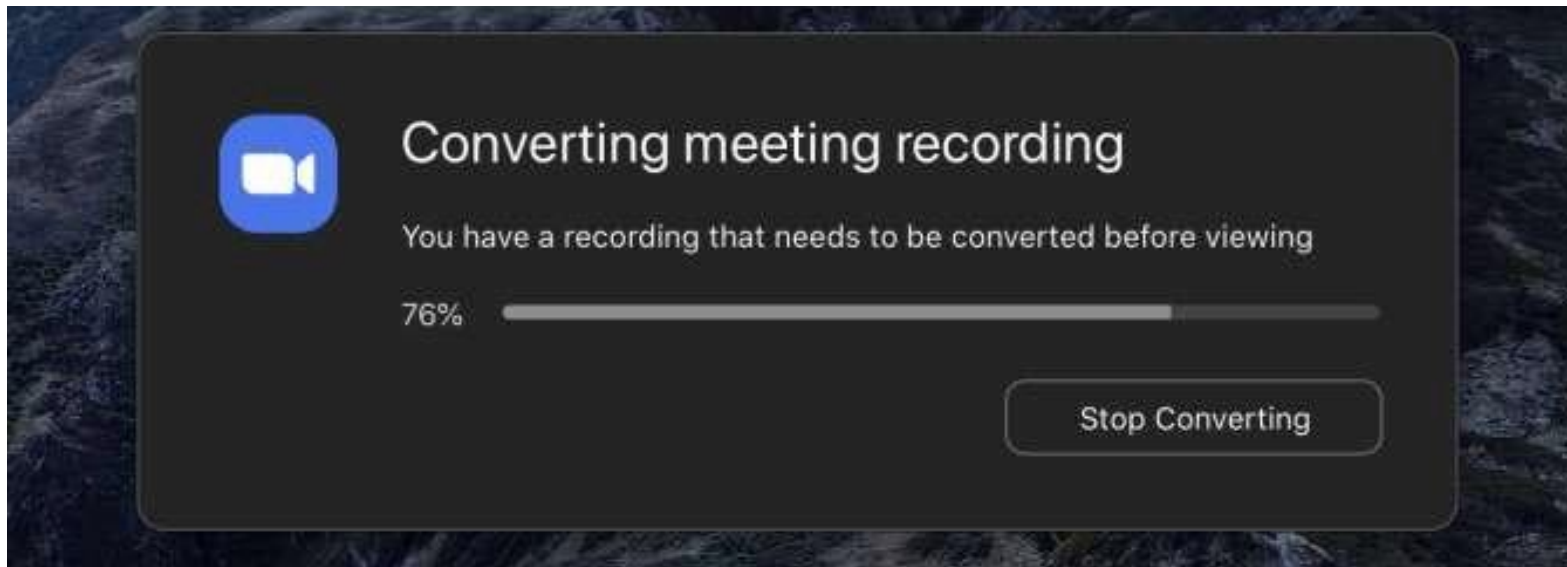 Converting meeting recording
You have a recording that needs to be converted before viewing
76%
Stop Converting